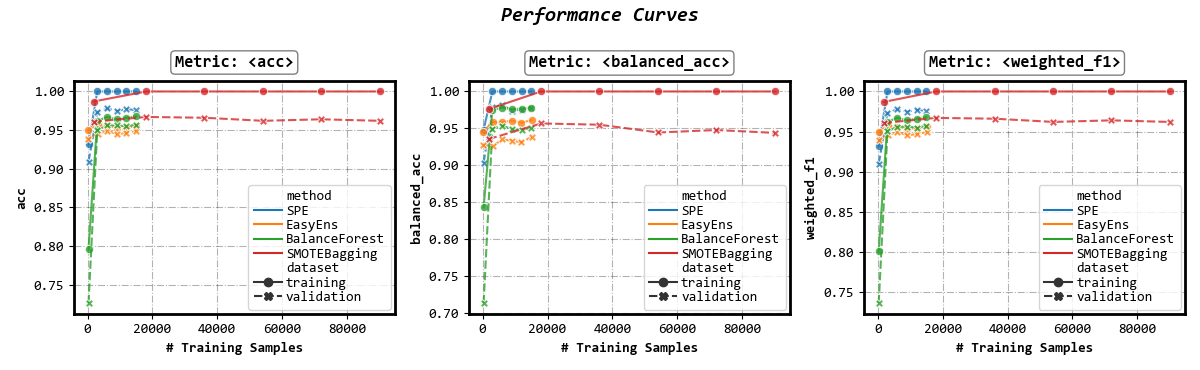 Performance Curves
Metric: <acc>
Metric: <balanced_acc>
Metric: <weighted_f1>
acc
1.00
0.95
0.90
0.85
0.80
0.75
0
20000
40000
60000
80000
# Training Samples
method
SPE
EasyEns
BalanceForest
SMOTEBagging
dataset
training
validation
balanced_acc
1.00
0.95
0.90
0.85
0.80
0.75
0.70
0
20000
40000
60000
80000
# Training Samples
method
SPE
EasyEns
BalanceForest
SMOTEBagging
dataset
training
validation
weighted_f1
1.00
0.95
0.90
0.85
0.80
0.75
0
20000
40000
60000
80000
# Training Samples
method
SPE
EasyEns
BalanceForest
SMOTEBagging
dataset
training
validation